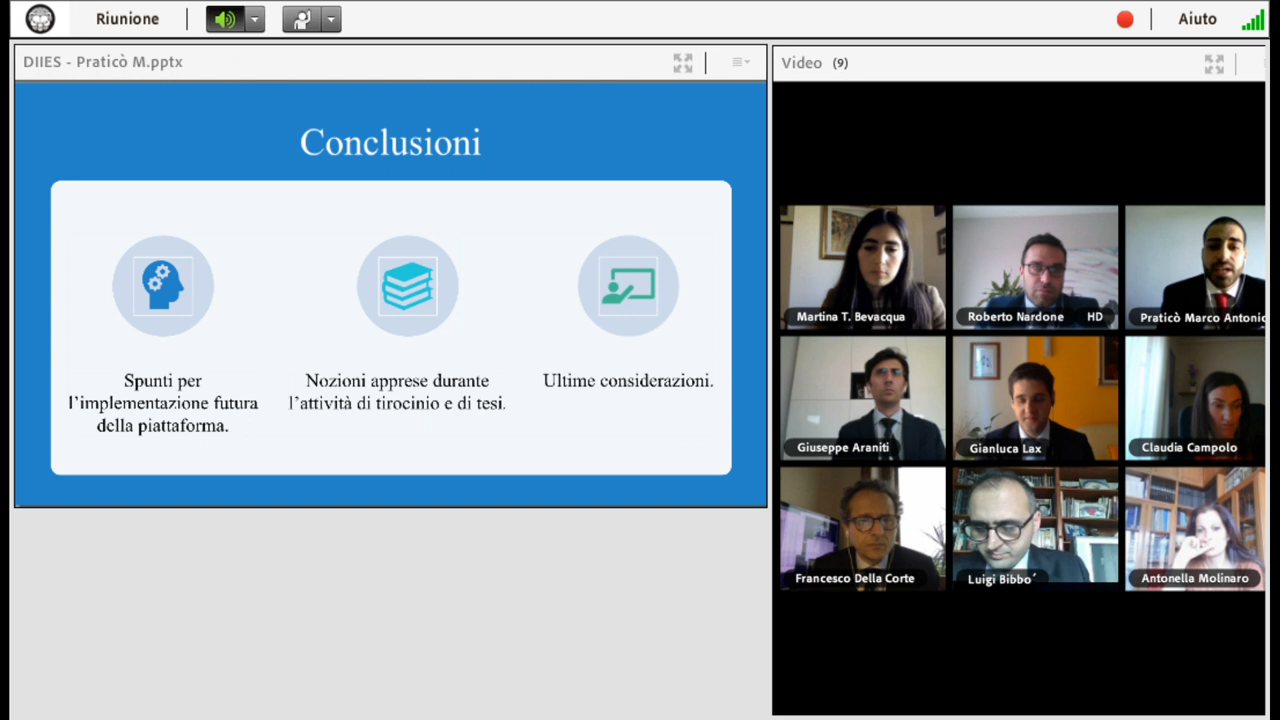 Riunione
Aiuto
DIIES - Praticò M.pptx
Video (9)
Conclusioni
Spunti per
l'implementazione futura
della piattaforma.
Nozioni apprese durante
l'attività di tirocinio e di tesi.
Ultime considerazioni.
Martina T. Bevacqua
Roberto Nardone HD
Praticò Marco Antonio
Giuseppe Araniti
Gianluca Lax
Claudia Campolo
Francesco Della Corte
Luigi Bibbo´
Antonella Molinaro